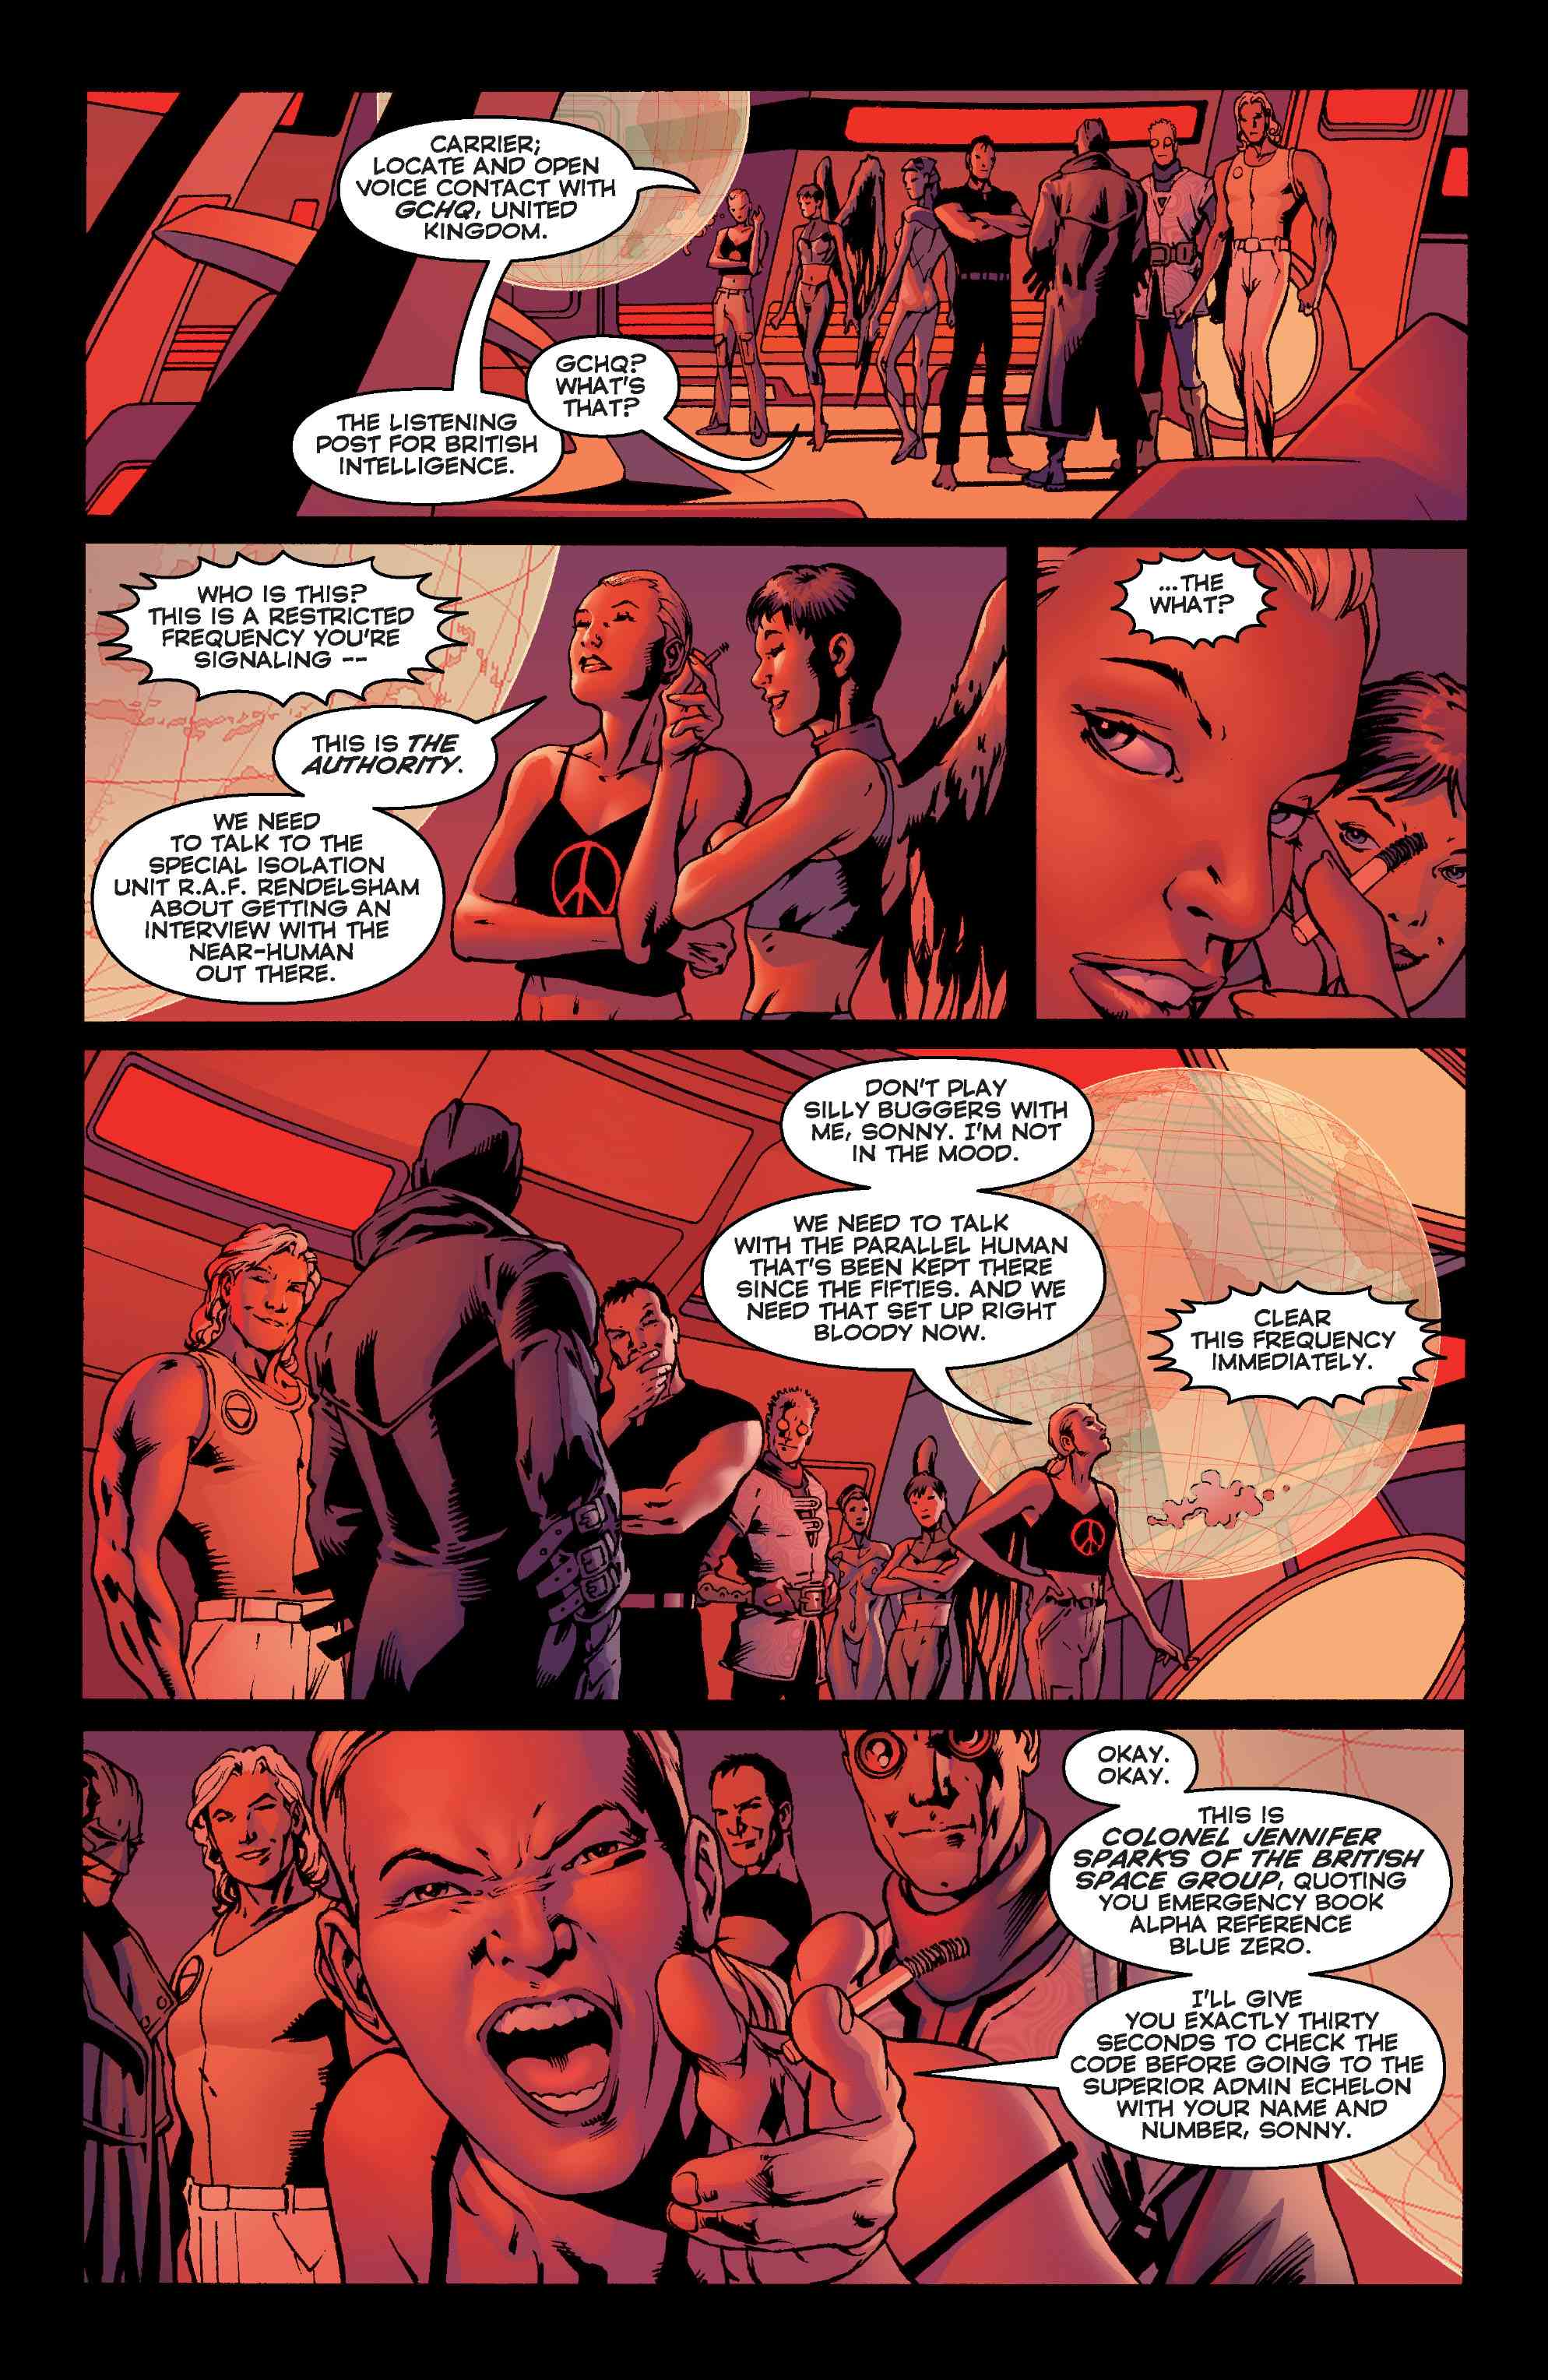 CARRIER;
LOCATE AND OPEN
VOICE CONTACT WITH
GCHQ, UNITED
KINGDOM.
GCHQ?
WHAT'S
THAT?
THE LISTENING
POST FOR BRITISH
INTELLIGENCE.
WHO IS THIS?
THIS IS A RESTRICTED
FREQUENCY YOU'RE
SIGNALING --
THIS IS THE
AUTHORITY.
WE NEED
TO TALK TO THE
SPECIAL ISOLATION
UNIT R.A.F. RENDELSHAM
ABOUT GETTING AN
INTERVIEW WITH THE
NEAR-HUMAN
OUT THERE.
...THE
WHAT?
DON'T PLAY
SILLY BUGGERS WITH
ME, SONNY. I'M NOT
IN THE MOOD.
WE NEED TO TALK
WITH THE PARALLEL HUMAN
THAT'S BEEN KEPT THERE
SINCE THE FIFTIES. AND WE
NEED THAT SET UP RIGHT
BLOODY NOW.
CLEAR
THIS FREQUENCY
IMMEDIATELY.
OKAY.
OKAY.
THIS IS
COLONEL JENNIFER
SPARKS OF THE BRITISH
SPACE GROUP, QUOTING
YOU EMERGENCY BOOK
ALPHA REFERENCE
BLUE ZERO.
I'LL GIVE
YOU EXACTLY THIRTY
SECONDS TO CHECK THE
CODE BEFORE GOING TO THE
SUPERIOR ADMIN ECHELON
WITH YOUR NAME AND
NUMBER, SONNY.